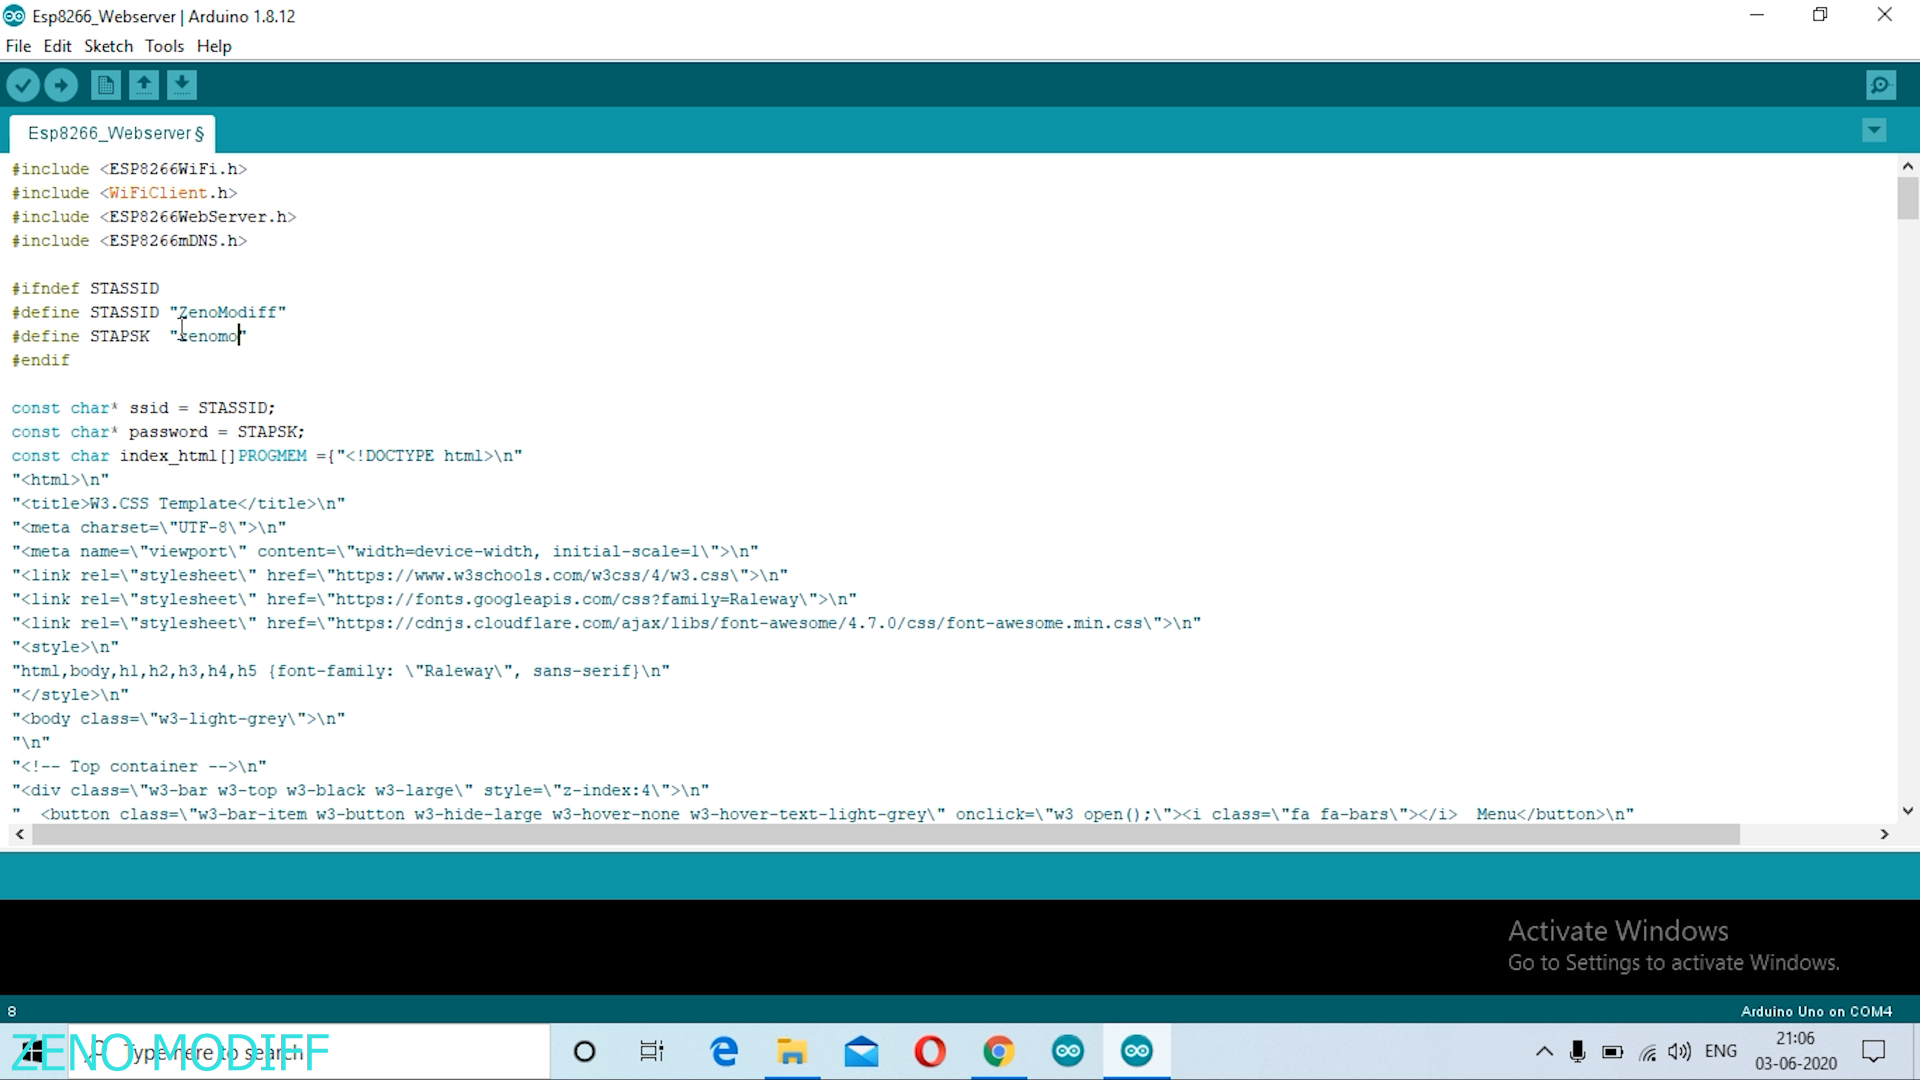 Esp8266_Webserver | Arduino 1.8.12
File Edit Sketch Tools Help
Esp8266_Webserver §
#include <ESP8266WiFi.h>
#include <WiFiClient.h>
#include <ESP8266WebServer.h>
#include <ESP8266mDNS.h>
#ifndef STASSID
#define STASSID "ZenoModiff"
#define STAPSK  "zenomo"
#endif
const char* ssid = STASSID;
const char* password = STAPSK;
const char index_html[]PROGMEM ={"<!DOCTYPE html>\n"
"<html>\n"
"<title>W3.CSS Template</title>\n"
"<meta charset=\"UTF-8\">\n"
"<meta name=\"viewport\" content=\"width=device-width, initial-scale=1\">\n"
"<link rel=\"stylesheet\" href=\"https://www.w3schools.com/w3css/4/w3.css\">\n"
"<link rel=\"stylesheet\" href=\"https://fonts.googleapis.com/css?family=Raleway\">\n"
"<link rel=\"stylesheet\" href=\"https://cdnjs.cloudflare.com/ajax/libs/font-awesome/4.7.0/css/font-awesome.min.css\">\n"
"<style>\n"
"html,body,h1,h2,h3,h4,h5 {font-family: \"Raleway\", sans-serif}\n"
"</style>\n"
"<body class=\"w3-light-grey\">\n"
"\n"
"<!-- Top container -->\n"
"<div class=\"w3-bar w3-top w3-black w3-large\" style=\"z-index:4\">\n"
"  <button class=\"w3-bar-item w3-button w3-hide-large w3-hover-none w3-hover-text-light-grey\" onclick=\"w3_open();\"><i class=\"fa fa-bars\"></i>  Menu</button>\n"
Activate Windows
Go to Settings to activate Windows.
8
Arduino Uno on COM4
ZENO MODIFF
Type here to search
ENG
21:06
03-06-2020